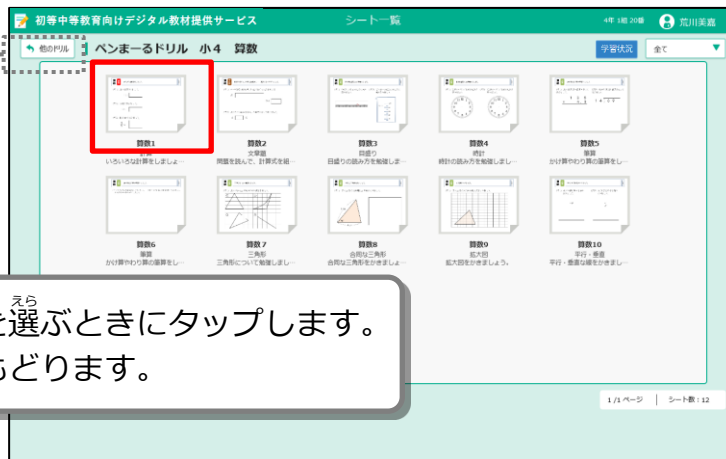 初等中等教育向けデジタル教材提供サービス
シート一覧
4年 1組 20番
荒川美嘉
他のドリル
ペンまーるドリル 小4 算数
学習状況
全て
算数1
計算
いろいろな計算をしましょ…
算数2
文章題
問題を読んで、計算式を組…
算数3
目盛り
目盛りの読み方を勉強しま…
算数4
時計
時計の読み方を勉強しまし…
算数5
筆算
かけ算やわり算の筆算をし…
算数6
筆算
かけ算やわり算の筆算をし…
算数7
三角形
三角形について勉強しまし…
算数8
合同な三角形
合同な三角形をかきましょ…
算数9
拡大図
拡大図をかきましょう。
算数10
平行・垂直
平行・垂直な線をかきまし…
えら
を選ぶときにタップします。
もどります。
1/1 ページ
シート数：12